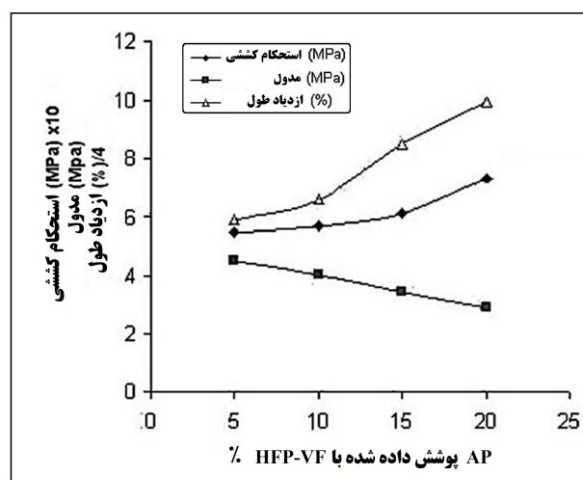 استحکام کششی (MPa)
مدول (MPa)
ازدیاد طول (%)
استحکام کششی (MPa) x10
مدول (Mpa)
ازدیاد طول (%)/4
12
10
8
6
4
2
0
0 5 10 15 20 25
AP پوشش داده شده با HFP-VF %